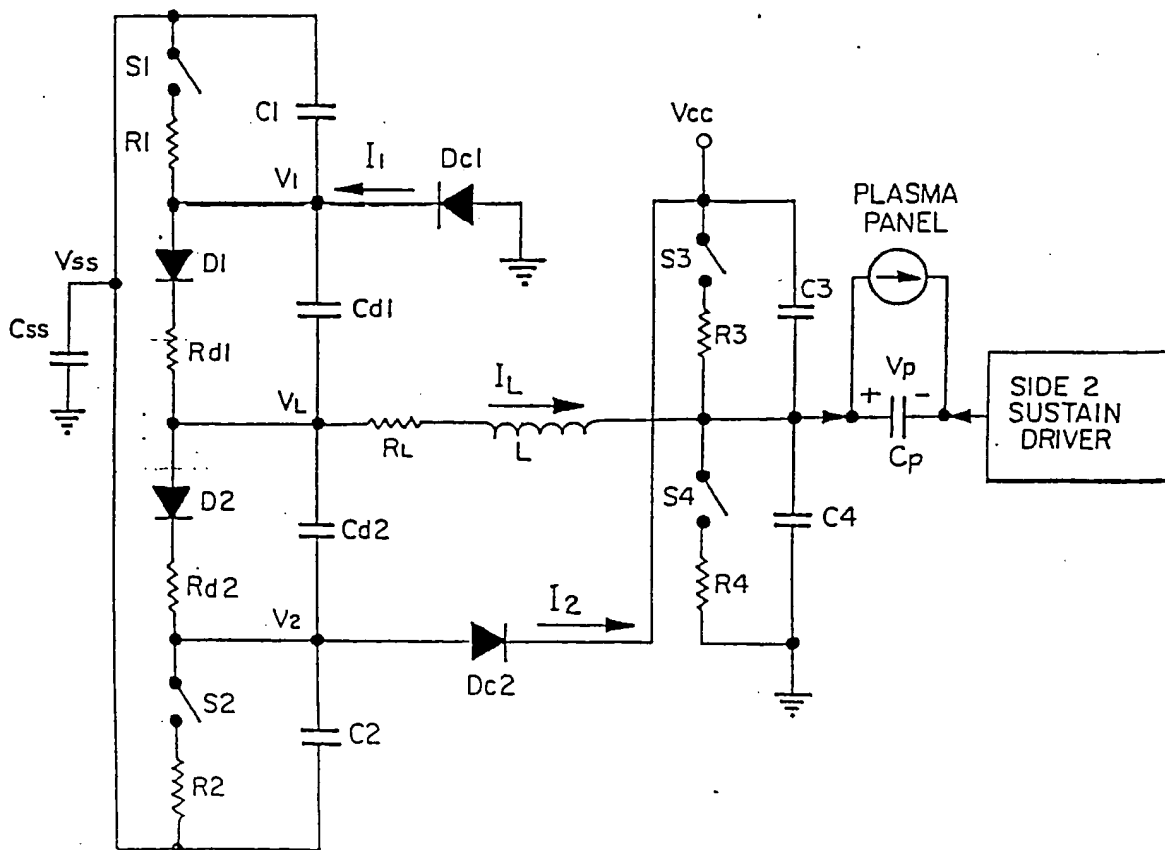 S1
C1
R1
V1
I1
Dc1
Vcc
PLASMA
PANEL
Vss
D1
Css
Cd1
Rd1
S3
C3
R3
VL
IL
RL
L
Vp
+ -
Cp
SIDE 2
SUSTAIN
DRIVER
D2
Cd2
S4
C4
Rd2
R4
V2
I2
Dc2
S2
C2
R2